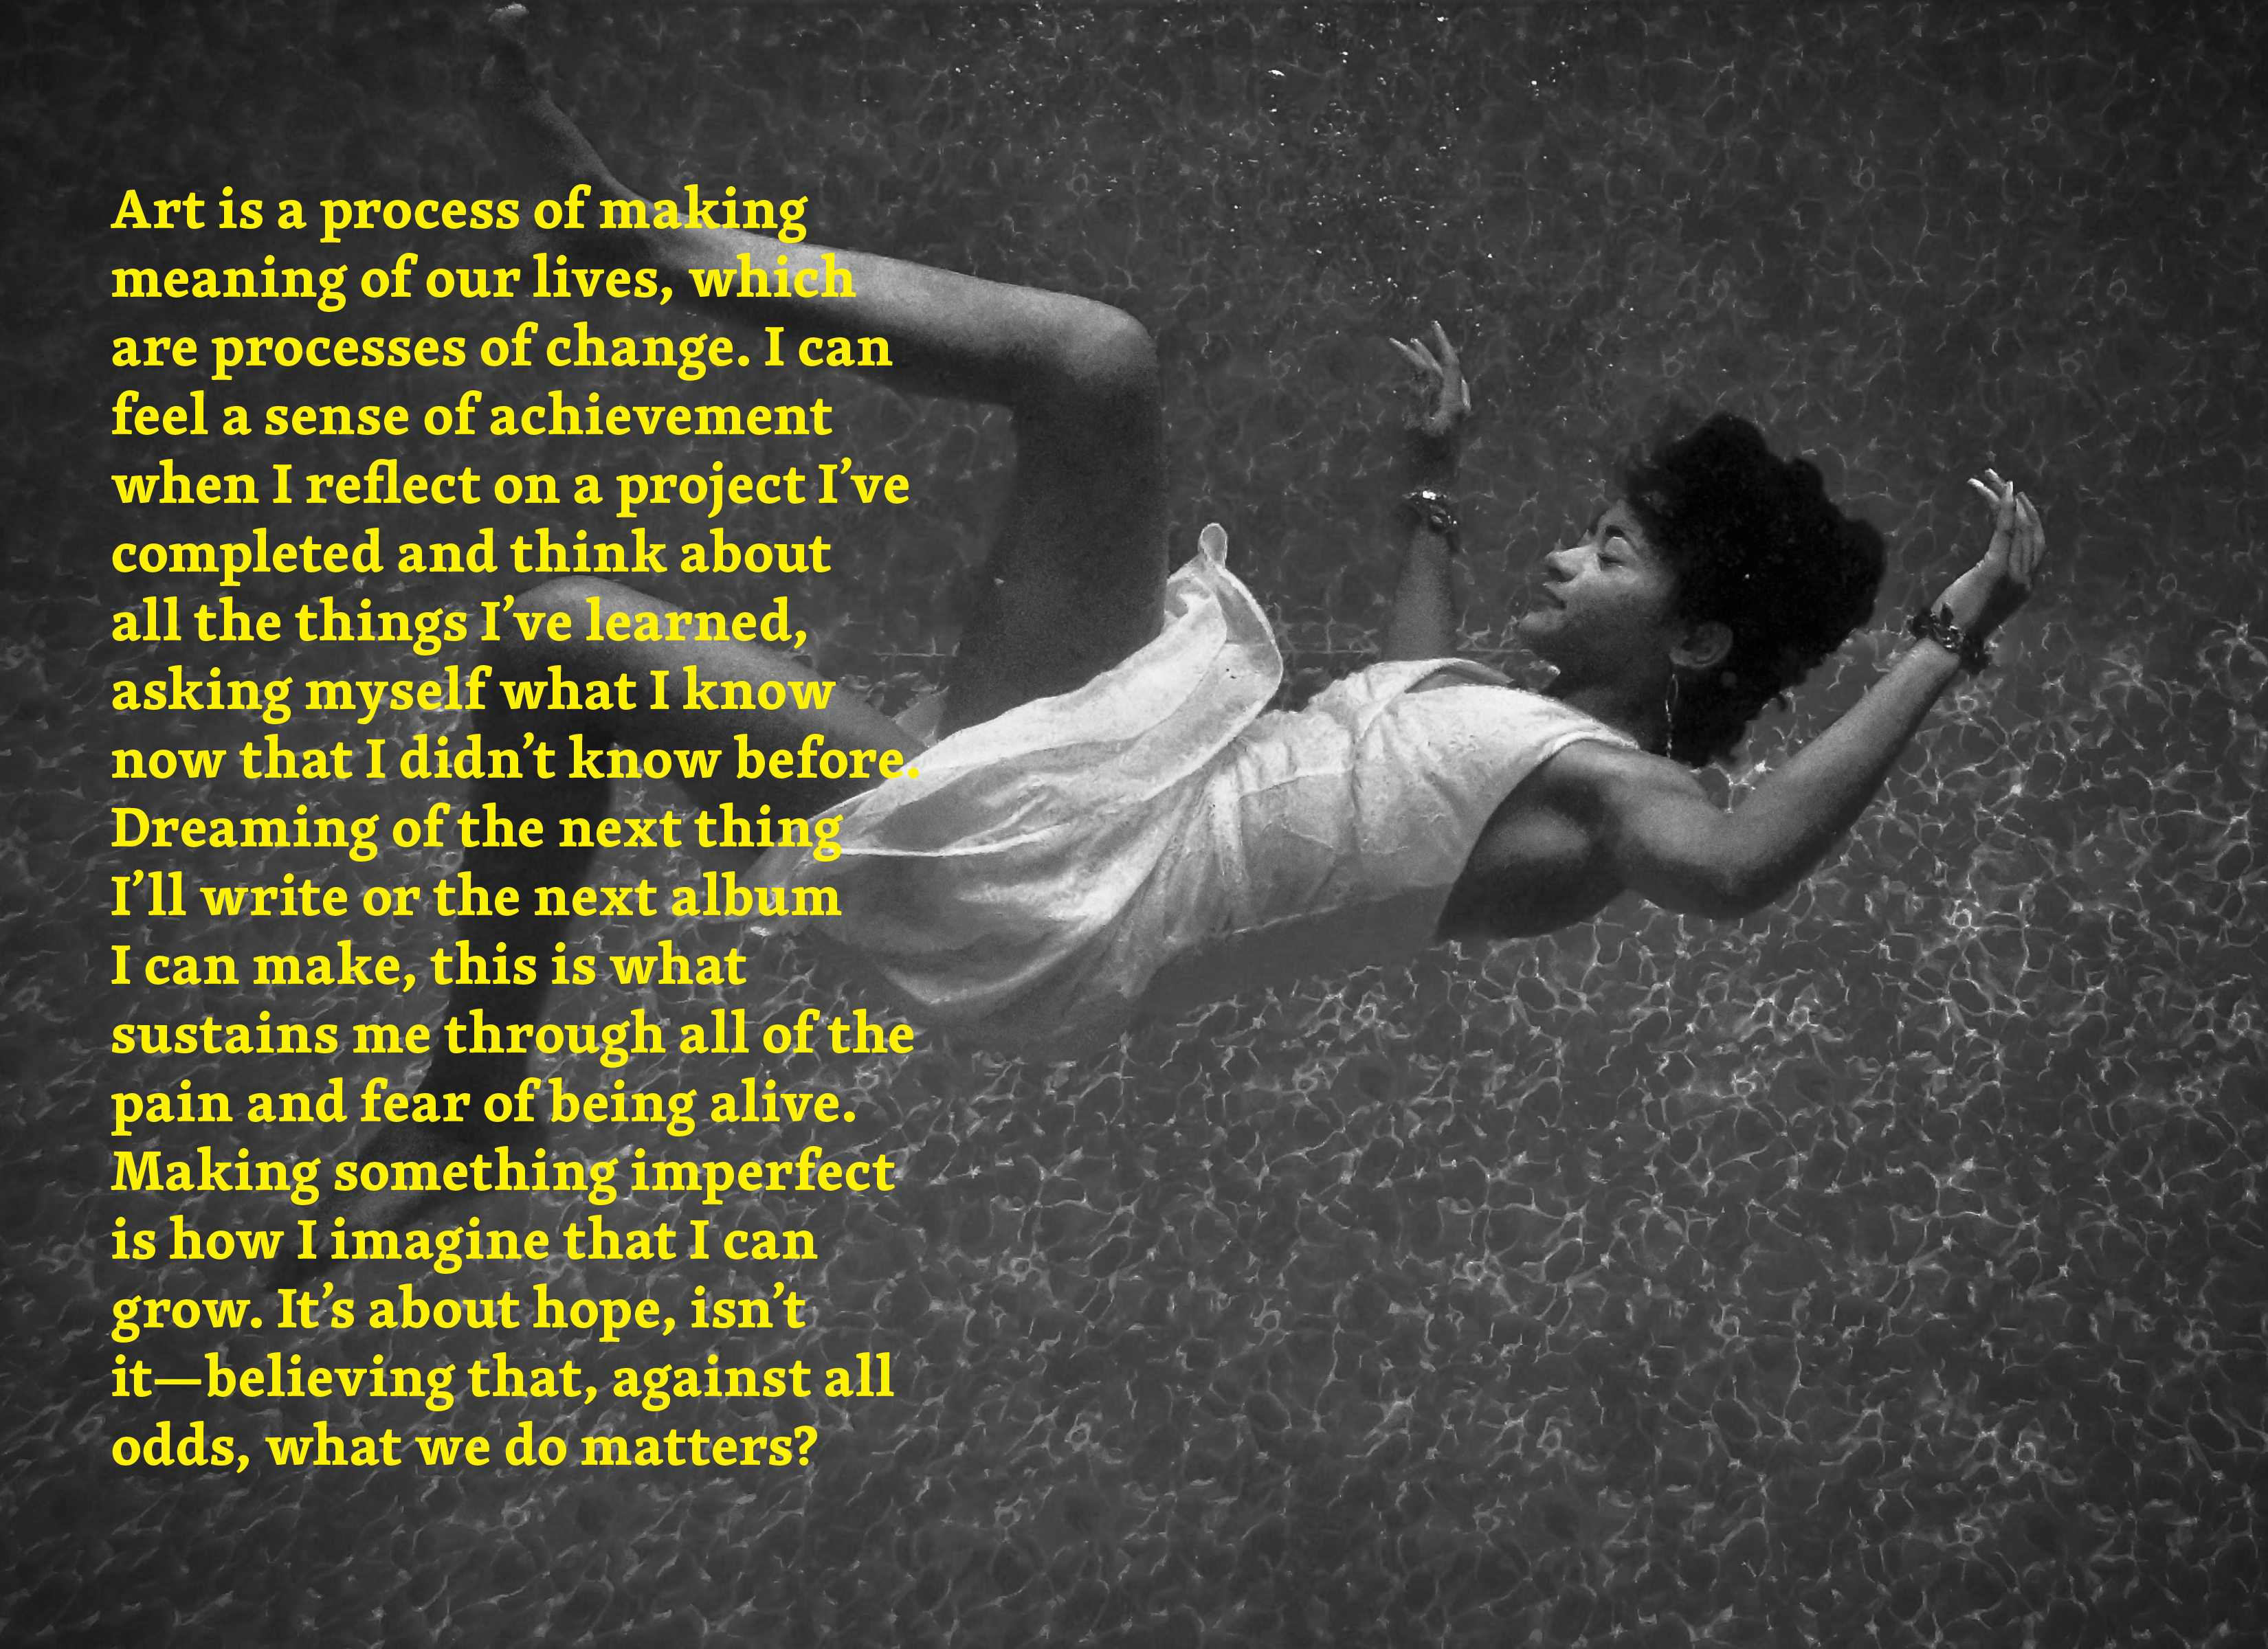 Art is a process of making
meaning of our lives, which
are processes of change. I can
feel a sense of achievement
when I reflect on a project I’ve
completed and think about
all the things I’ve learned,
asking myself what I know
now that I didn’t know before.
Dreaming of the next thing
I’ll write or the next album
I can make, this is what
sustains me through all of the
pain and fear of being alive.
Making something imperfect
is how I imagine that I can
grow. It’s about hope, isn’t
it—believing that, against all
odds, what we do matters?